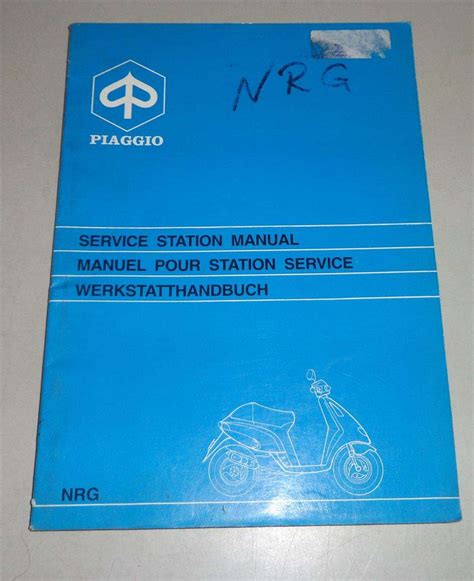 NRG
PIAGGIO
SERVICE STATION MANUAL
MANUEL POUR STATION SERVICE
WERKSTATTHANDBUCH
NRG